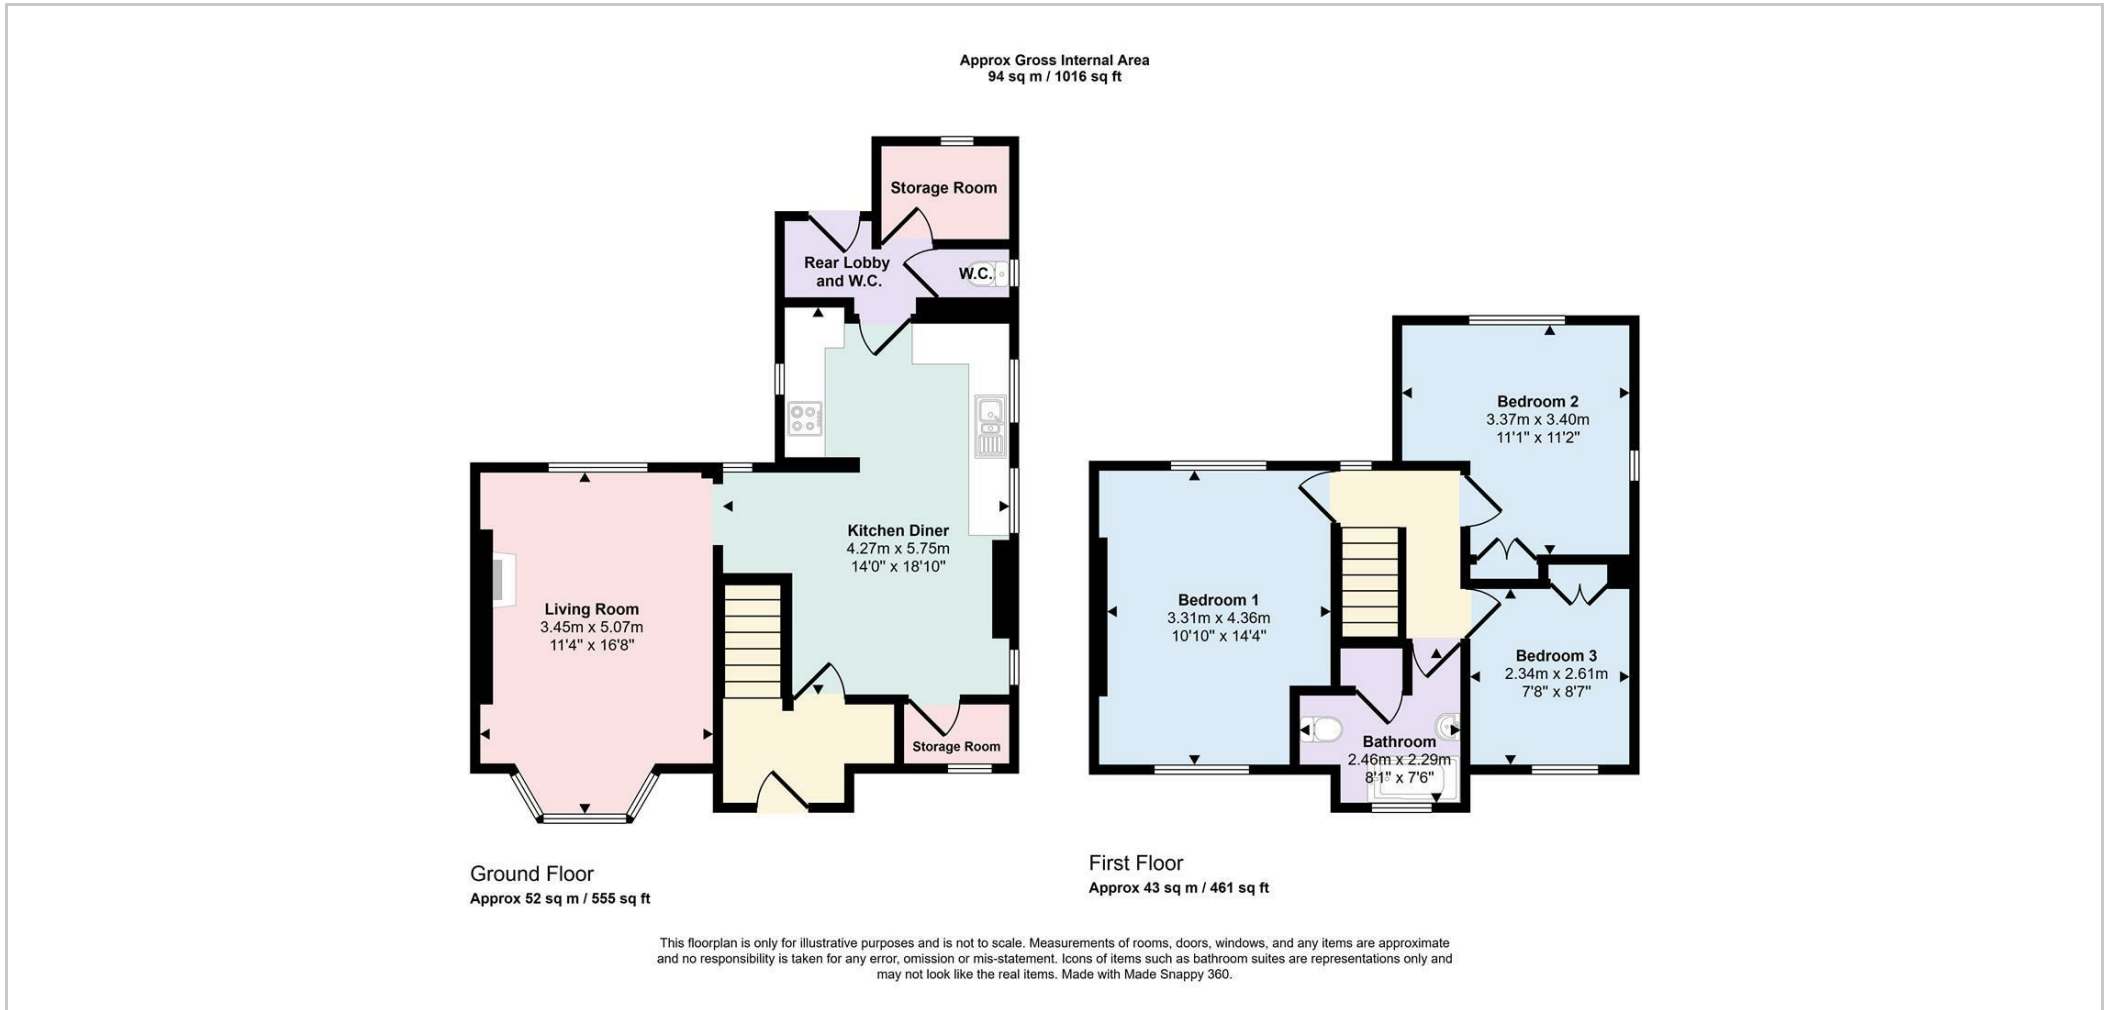 Approx Gross Internal Area
94 sq m / 1016 sq ft
Storage Room
Rear Lobby
and W.C.
W.C.
Kitchen Diner
4.27m x 5.75m
14'0" x 18'10"
Living Room
3.45m x 5.07m
11'4" x 16'8"
Storage Room
Ground Floor
Approx 52 sq m / 555 sq ft
Bedroom 2
3.37m x 3.40m
11'1" x 11'2"
Bedroom 1
3.31m x 4.36m
10'10" x 14'4"
Bedroom 3
2.34m x 2.61m
7'8" x 8'7"
Bathroom
2.46m x 2.29m
8'1" x 7'6"
First Floor
Approx 43 sq m / 461 sq ft
This floorplan is only for illustrative purposes and is not to scale. Measurements of rooms, doors, windows, and any items are approximate
and no responsibility is taken for any error, omission or mis-statement. Icons of items such as bathroom suites are representations only and
may not look like the real items. Made with Made Snappy 360.